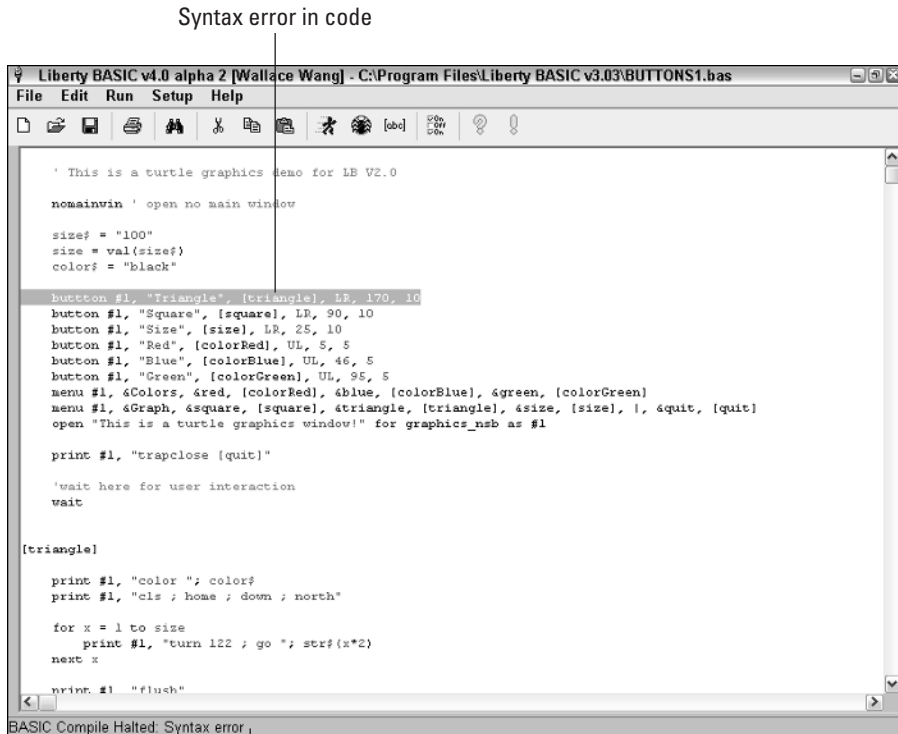 Syntax error in code
Liberty BASIC v4.0 alpha 2 [Wallace Wang] - C:\Program Files\Liberty BASIC v3.03\BUTTONS1.bas
File Edit Run Setup Help
[abc] On Off On
' This is a turtle graphics demo for LB V2.0
nomainwin ' open no main window
size$ = "100"
size = val(size$)
color$ = "black"
buttton #1, "Triangle", [triangle], LR, 170, 10
button #1, "Square", [square], LR, 90, 10
button #1, "Size", [size], LR, 25, 10
button #1, "Red", [colorRed], UL, 5, 5
button #1, "Blue", [colorBlue], UL, 46, 5
button #1, "Green", [colorGreen], UL, 95, 5
menu #1, &Colors, &red, [colorRed], &blue, [colorBlue], &green, [colorGreen]
menu #1, &Graph, &square, [square], &triangle, [triangle], &size, [size], |, &quit, [quit]
open "This is a turtle graphics window!" for graphics_nsb as #1
print #1, "trapclose [quit]"
'wait here for user interaction
wait
[triangle]
print #1, "color "; color$
print #1, "cls ; home ; down ; north"
for x = 1 to size
print #1, "turn 122 ; go "; str$(x*2)
next x
print #1, "flush"
BASIC Compile Halted: Syntax error